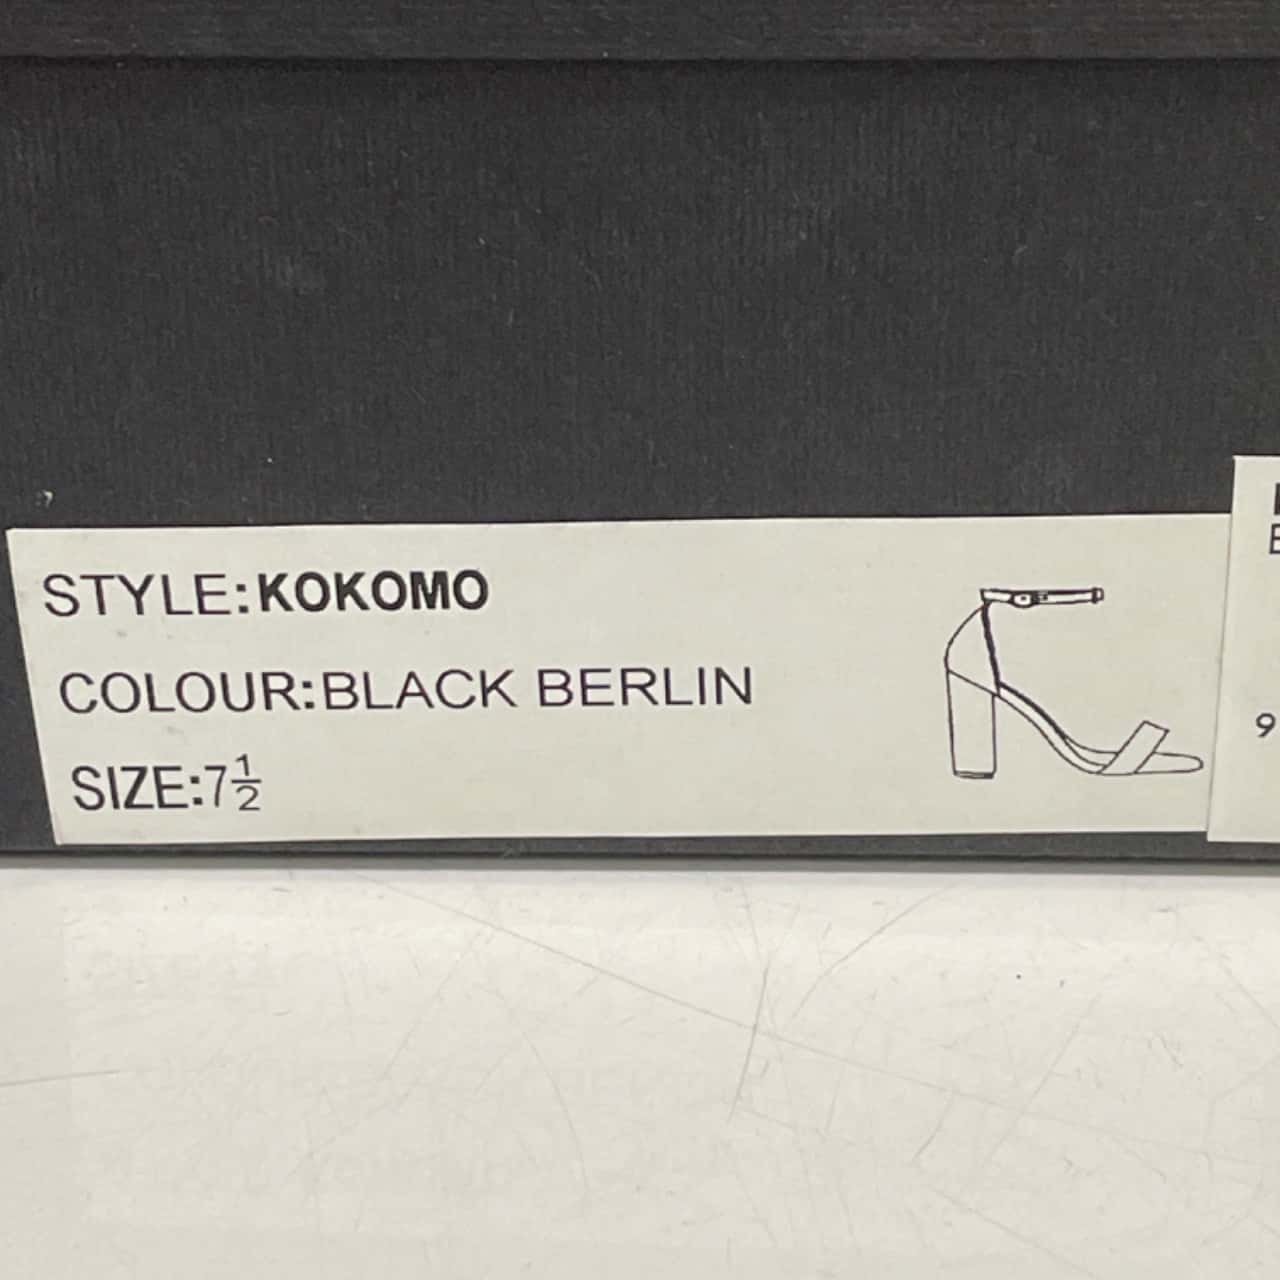 STYLE:KOKOMO
COLOUR:BLACK BERLIN
SIZE:7½
9